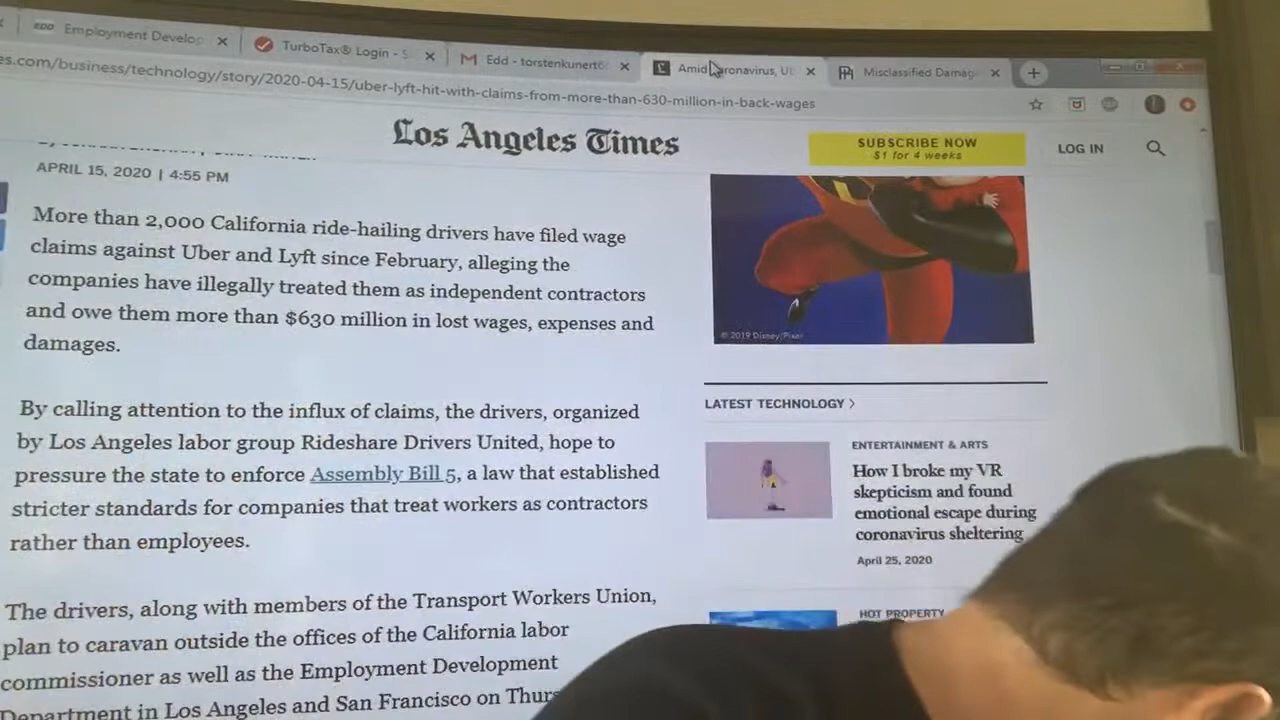 EDD Employment Develop
TurboTax® Login - S
Edd - torstenkunert
Amid
ronavirus, U
Misclassified Damag
es.com/business/technology/story/2020-04-15/uber-lyft-hit-with-claims-from-more-than-630-million-in-back-wages
Los Angeles Times
SUBSCRIBE NOW
$1 for 4 weeks
LOG IN
APRIL 15, 2020 | 4:55 PM
More than 2,000 California ride-hailing drivers have filed wage
claims against Uber and Lyft since February, alleging the
companies have illegally treated them as independent contractors
and owe them more than $630 million in lost wages, expenses and
damages.
By calling attention to the influx of claims, the drivers, organized
by Los Angeles labor group Rideshare Drivers United, hope to
pressure the state to enforce Assembly Bill 5, a law that established
stricter standards for companies that treat workers as contractors
rather than employees.
The drivers, along with members of the Transport Workers Union,
plan to caravan outside the offices of the California labor
commissioner as well as the Employment Development
Department in Los Angeles and San Francisco on Thurs
© 2019 Disney/Pixar
LATEST TECHNOLOGY >
ENTERTAINMENT & ARTS
How I broke my VR
skepticism and found
emotional escape during
coronavirus sheltering
April 25, 2020
HOT PROPERTY